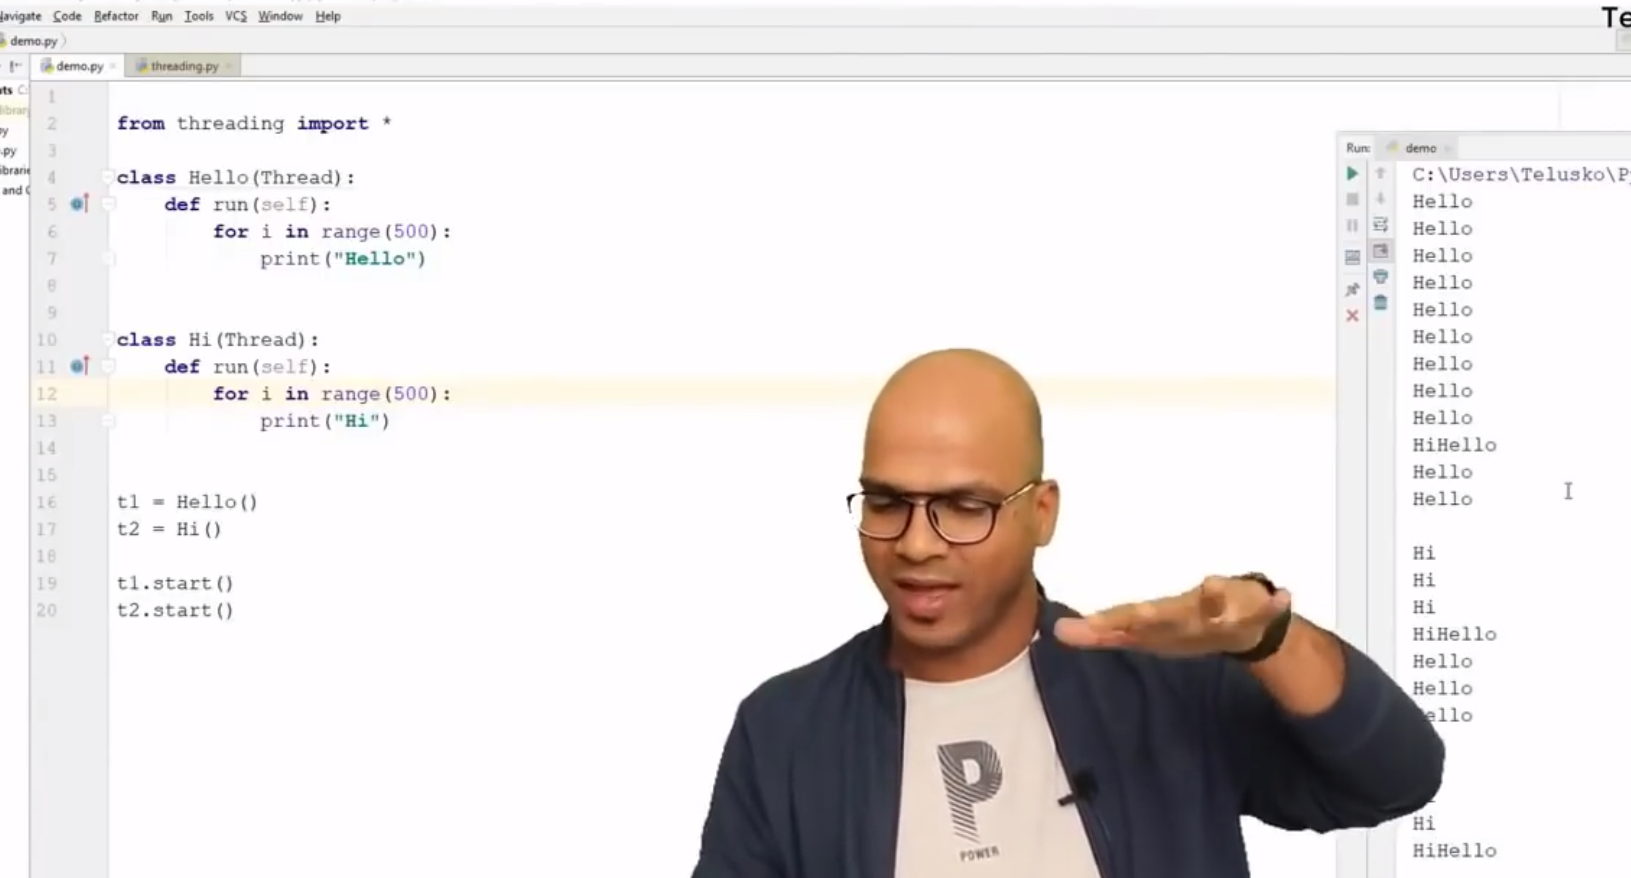 Navigate Code Refactor Run Tools VCS Window Help
demo.py
demo.py threading.py
1
2 from threading import *
3
4 class Hello(Thread):
5 def run(self):
6 for i in range(500):
7 print("Hello")
8
9
10 class Hi(Thread):
11 def run(self):
12 for i in range(500):
13 print("Hi")
14
15
16 t1 = Hello()
17 t2 = Hi()
18
19 t1.start()
20 t2.start()
Te
Run: demo
C:\Users\Telusko\Py
Hello
Hello
Hello
Hello
Hello
Hello
Hello
Hello
Hello
HiHello
Hello
Hello
Hi
Hi
Hi
HiHello
Hello
Hello
ello
Hi
HiHello
P
POWER